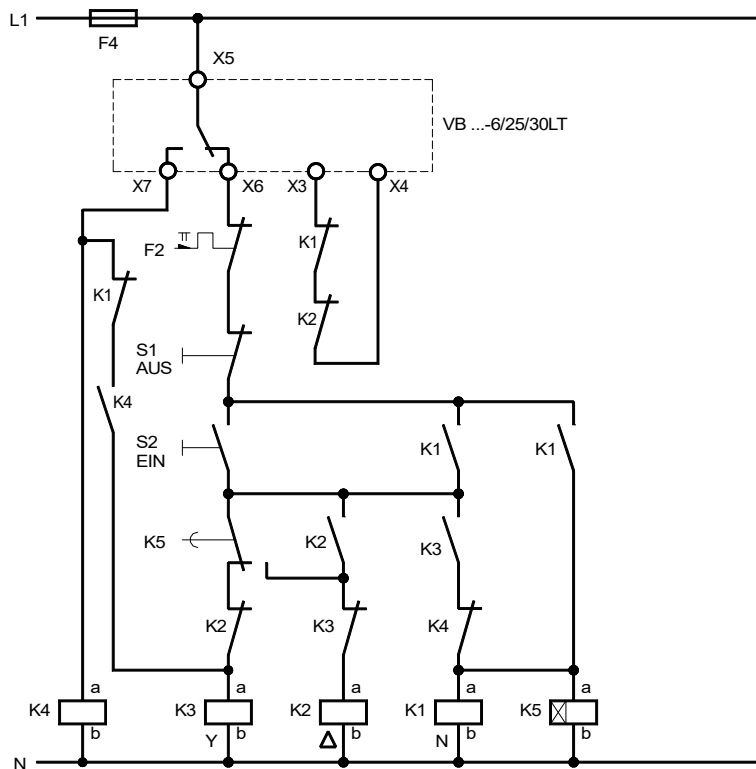 L1
F4
X5
VB ...-6/25/30LT
X7
X6
X3
X4
F2
K1
K1
K2
S1
AUS
K4
S2
EIN
K1
K1
K5
K2
K3
K2
K3
K4
K4
a
b
K3
a
b
Y
K2
a
b
Δ
K1
a
b
N
K5
a
b
N